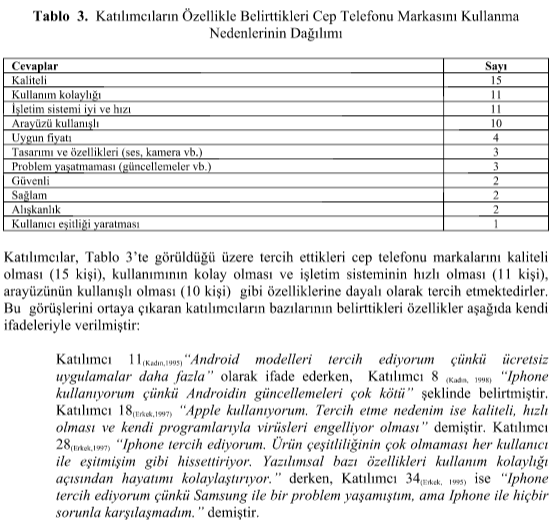 Tablo 3. Katılımcıların Özellikle Belirttikleri Cep Telefonu Markasını Kullanma
Nedenlerinin Dağılımı
Cevaplar Sayı
Kaliteli 15
Kullanım kolaylığı 11
İşletim sistemi iyi ve hızı 11
Arayüzü kullanışlı 10
Uygun fiyatı 4
Tasarımı ve özellikleri (ses, kamera vb.) 3
Problem yaşatmaması (güncellemeler vb.) 3
Güvenli 2
Sağlam 2
Alışkanlık 2
Kullanıcı eşitliği yaratması 1
Katılımcılar, Tablo 3'te görüldüğü üzere tercih ettikleri cep telefonu markalarını kaliteli
olması (15 kişi), kullanımının kolay olması ve işletim sisteminin hızlı olması (11 kişi),
arayüzünün kullanışlı olması (10 kişi) gibi özelliklerine dayalı olarak tercih etmektedirler.
Bu görüşlerini ortaya çıkaran katılımcıların bazılarının belirttikleri özellikler aşağıda kendi
ifadeleriyle verilmiştir:
Katılımcı 11(Kadın,1995) "Android modelleri tercih ediyorum çünkü ücretsiz
uygulamalar daha fazla" olarak ifade ederken, Katılımcı 8 (Kadın, 1998) "Iphone
kullanıyorum çünkü Androidin güncellemeleri çok kötü" şeklinde belirtmiştir.
Katılımcı 18(Erkek,1997) "Apple kullanıyorum. Tercih etme nedenim ise kaliteli, hızlı
olması ve kendi programlarıyla virüsleri engelliyor olması" demiştir. Katılımcı
28(Erkek,1997) "Iphone tercih ediyorum. Ürün çeşitliliğinin çok olmaması her kullanıcı
ile eşitmişim gibi hissettiriyor. Yazılımsal bazı özellikleri kullanım kolaylığı
açısından hayatımı kolaylaştırıyor." derken, Katılımcı 34(Erkek, 1995) ise "Iphone
tercih ediyorum çünkü Samsung ile bir problem yaşamıştım, ama Iphone ile hiçbir
sorunla karşılaşmadım." demiştir.